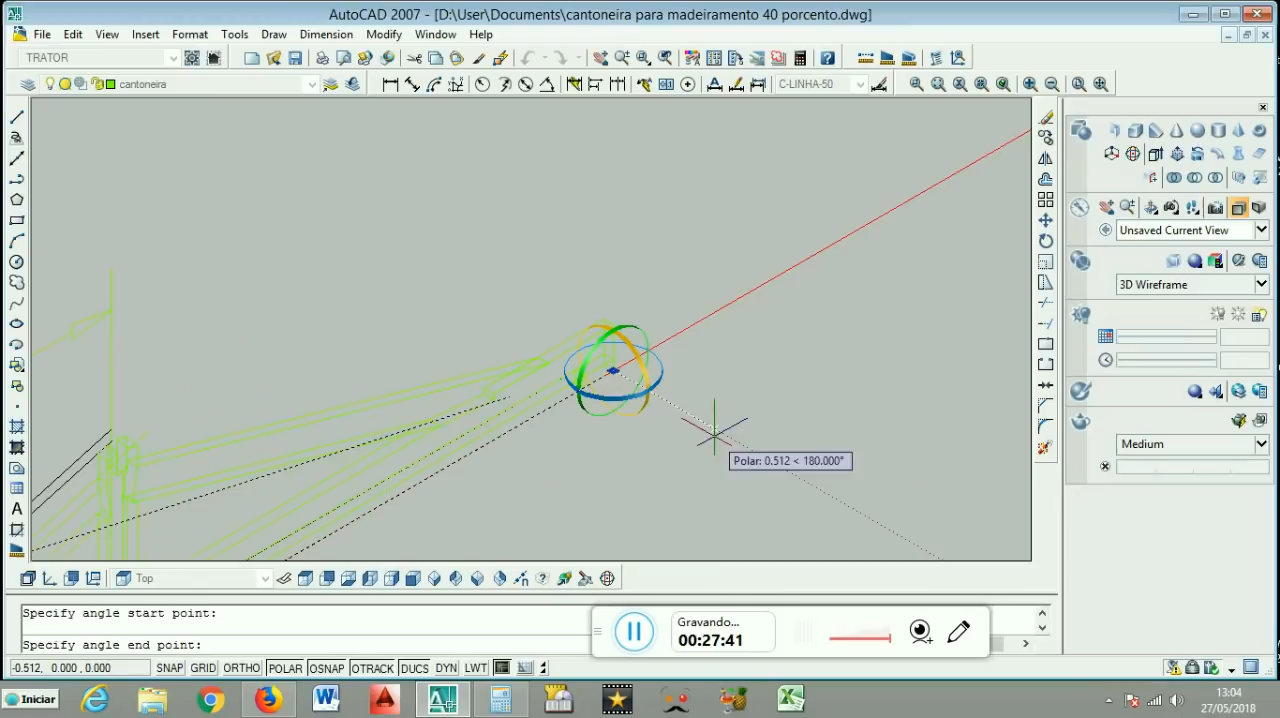 AutoCAD 2007 - [D:\User\Documents\cantoneira para madeiramento 40 porcento.dwg]
File Edit View Insert Format Tools Draw Dimension Modify Window Help
TRATOR
cantoneira
C-LINHA-50
Unsaved Current View
3D Wireframe
Medium
Polar: 0.512 < 180.000°
Top
Specify angle start point:
Specify angle end point:
Gravando...
00:27:41
-0.512, 0.000 , 0.000
SNAP GRID ORTHO POLAR OSNAP OTRACK DUCS DYN LWT
Iniciar
13:04
27/05/2018